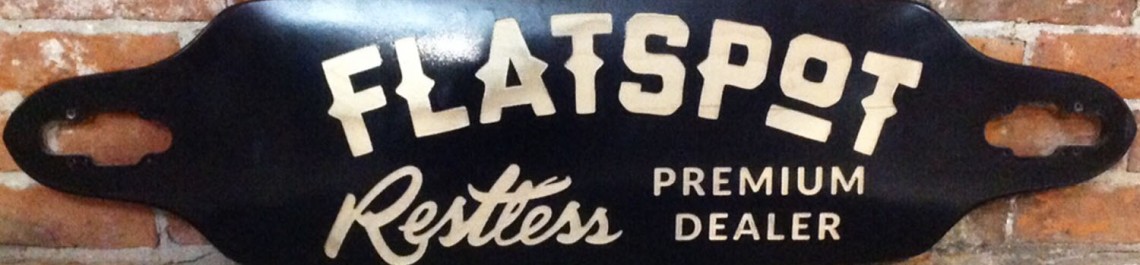 FLATSPOT
Restless
PREMIUM
DEALER